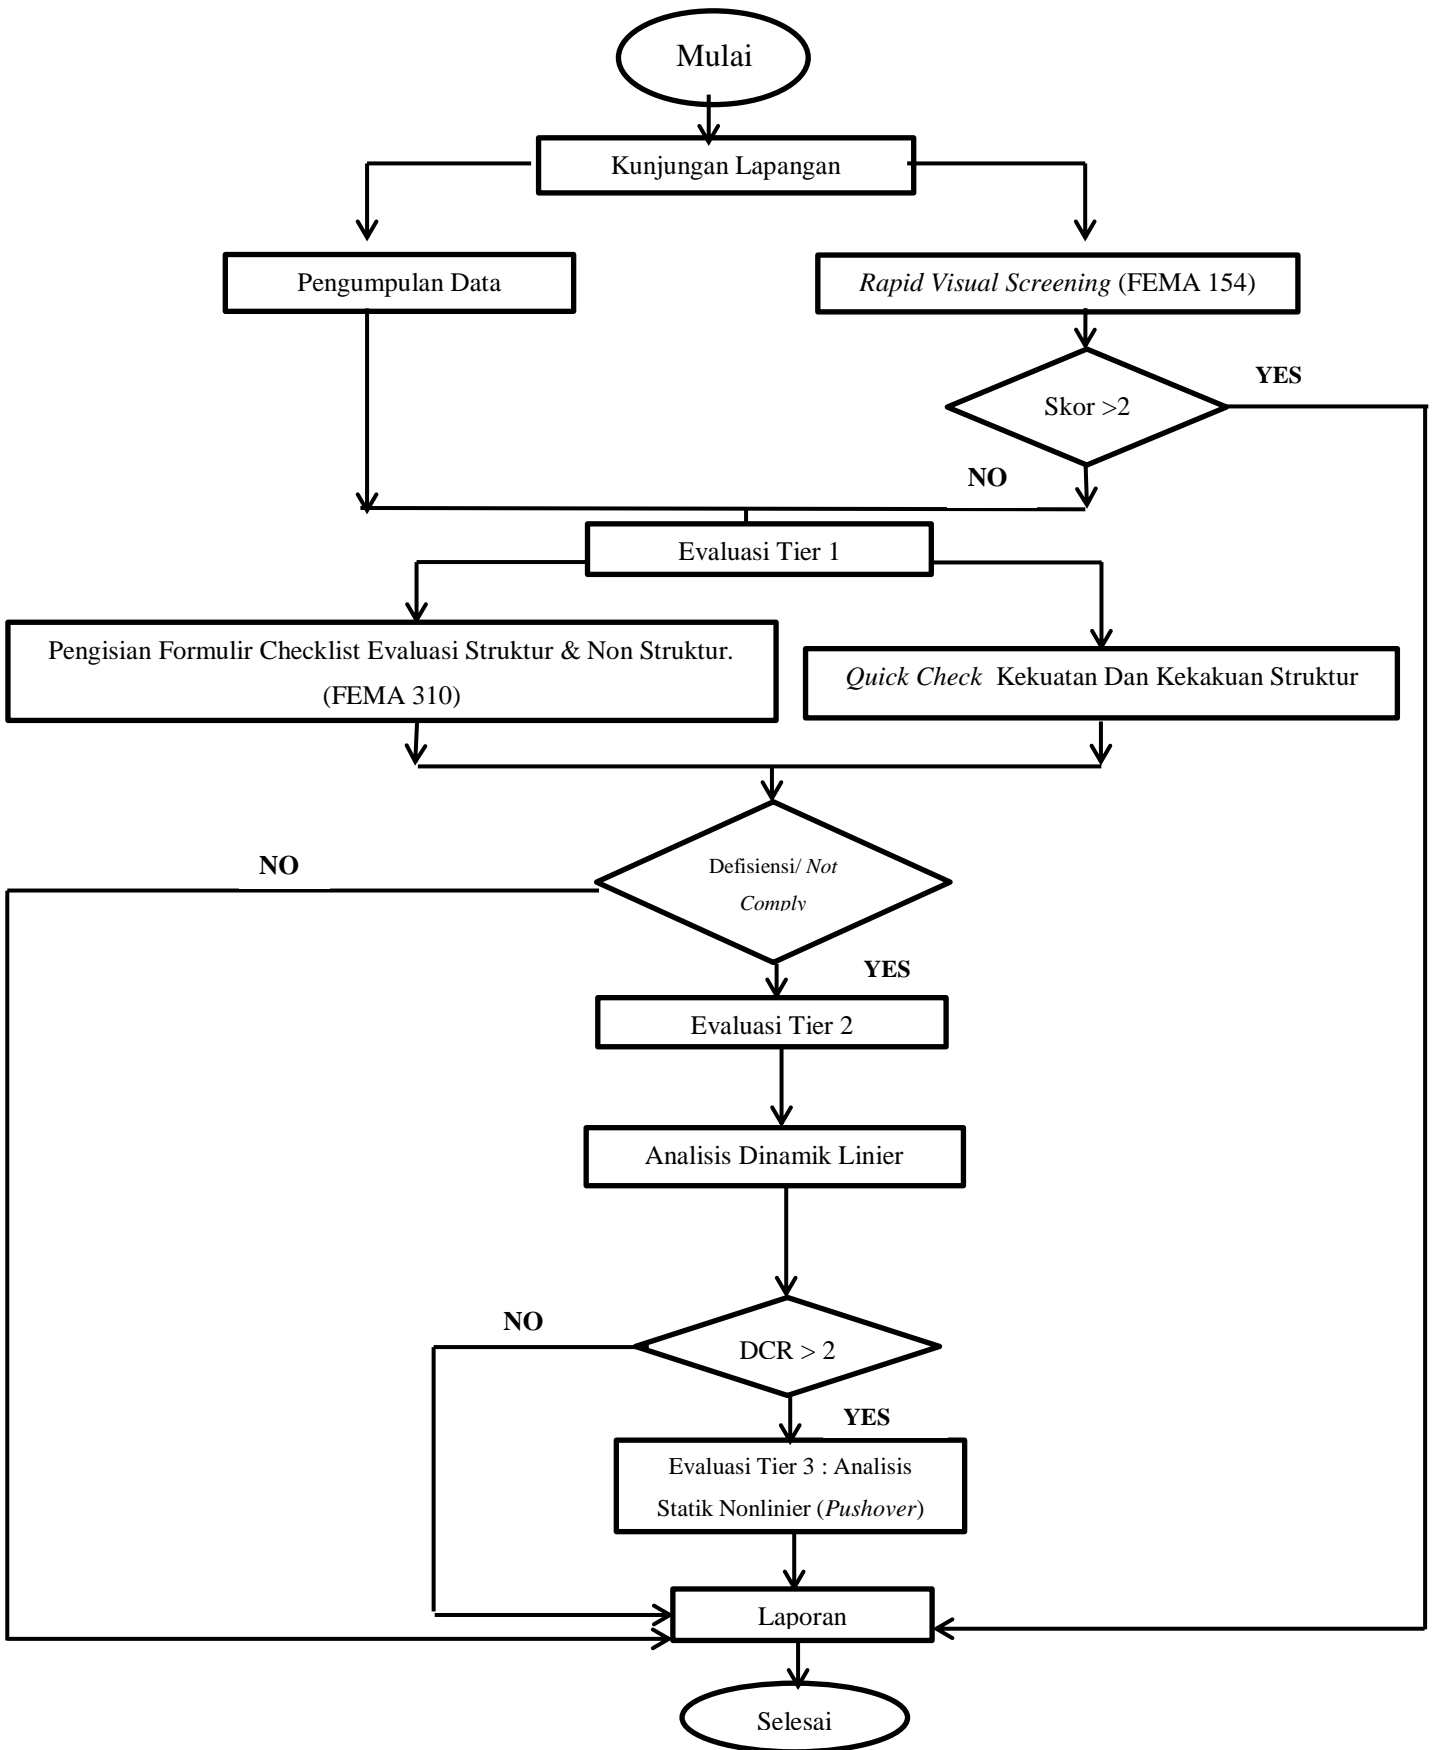 Mulai
Kunjungan Lapangan
Pengumpulan Data
Rapid Visual Screening (FEMA 154)
YES
Skor >2
NO
Evaluasi Tier 1
Pengisian Formulir Checklist Evaluasi Struktur & Non Struktur.
(FEMA 310)
Quick Check Kekuatan Dan Kekakuan Struktur
NO
Defisiensi/ Not
Comply
YES
Evaluasi Tier 2
Analisis Dinamik Linier
NO
DCR > 2
YES
Evaluasi Tier 3 : Analisis
Statik Nonlinier (Pushover)
Laporan
Selesai